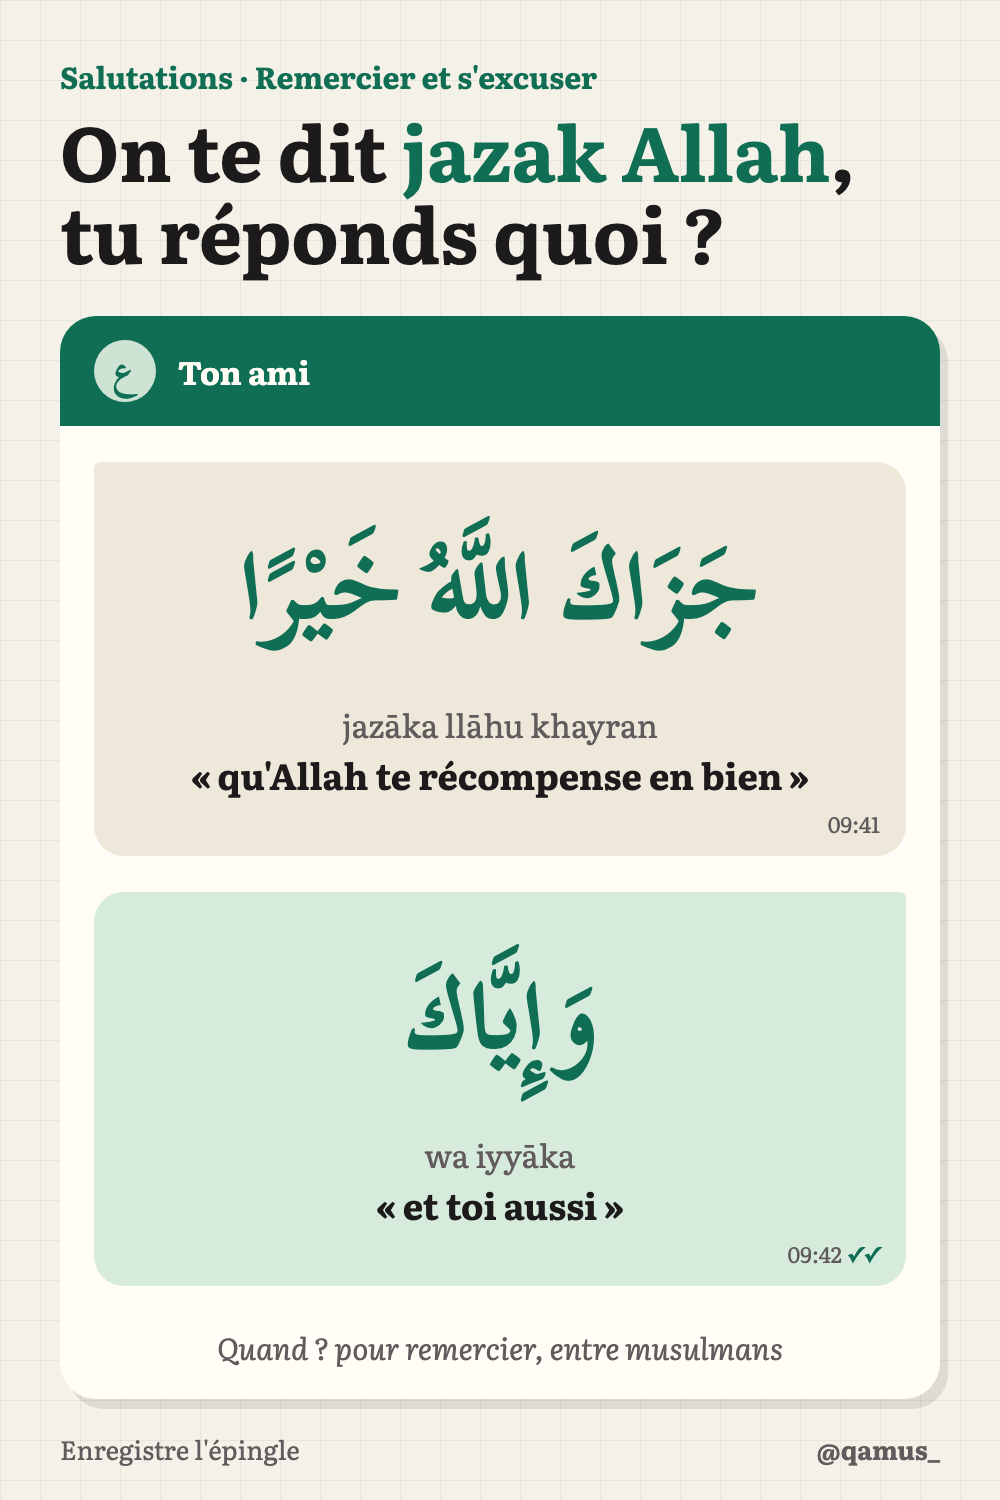 Salutations · Remercier et s'excuser
On te dit jazak Allah,
tu réponds quoi ?
ع
Ton ami
جَزَاكَ اللَّهُ خَيْرًا
jazāka llāhu khayran
« qu'Allah te récompense en bien »
09:41
وَإِيَّاكَ
wa iyyāka
« et toi aussi »
09:42 ✓✓
Quand ? pour remercier, entre musulmans
Enregistre l'épingle
@qamus_